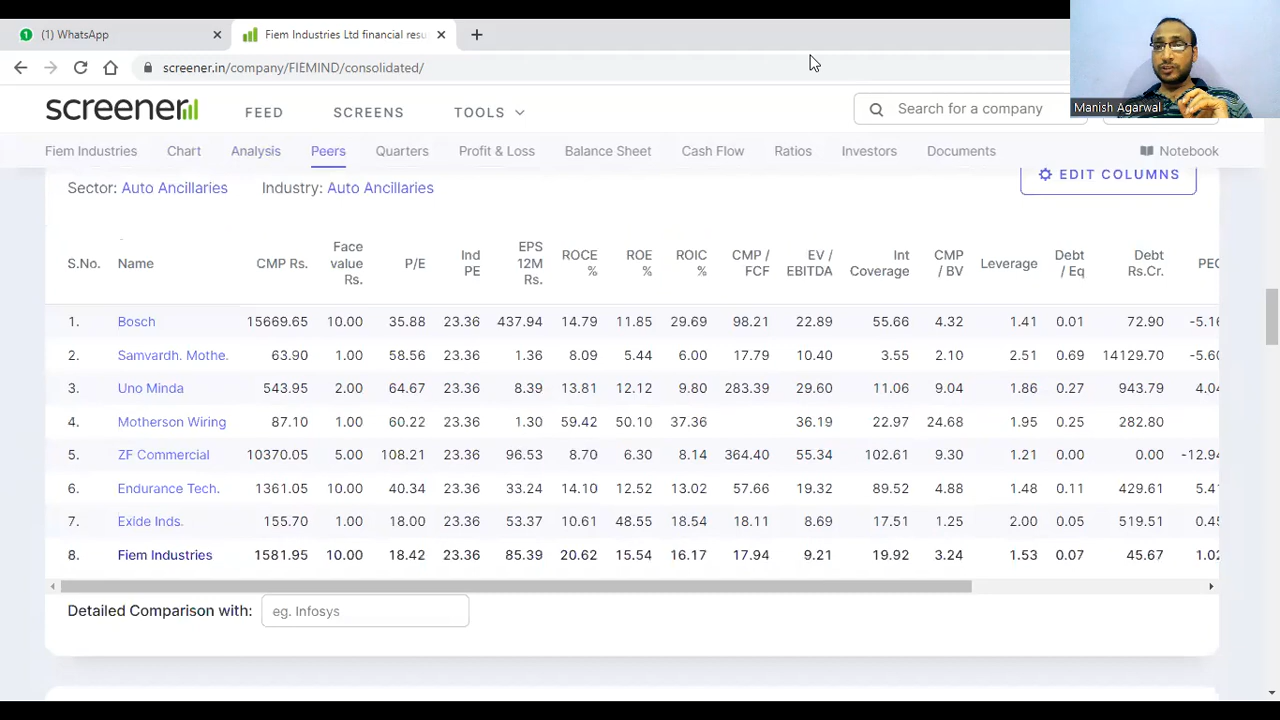 1 (1) WhatsApp × Fiem Industries Ltd financial resu × +
screener.in/company/FIEMIND/consolidated/
Manish Agarwal
screener FEED SCREENS TOOLS Search for a company
Fiem Industries Chart Analysis Peers Quarters Profit & Loss Balance Sheet Cash Flow Ratios Investors Documents Notebook
Sector: Auto Ancillaries Industry: Auto Ancillaries EDIT COLUMNS
S.No. Name CMP Rs. Face value Rs. P/E Ind PE EPS 12M Rs. ROCE % ROE % ROIC % CMP / FCF EV / EBITDA Int Coverage CMP / BV Leverage Debt / Eq Debt Rs.Cr. PEG
1. Bosch 15669.65 10.00 35.88 23.36 437.94 14.79 11.85 29.69 98.21 22.89 55.66 4.32 1.41 0.01 72.90 -5.16
2. Samvardh. Mothe. 63.90 1.00 58.56 23.36 1.36 8.09 5.44 6.00 17.79 10.40 3.55 2.10 2.51 0.69 14129.70 -5.60
3. Uno Minda 543.95 2.00 64.67 23.36 8.39 13.81 12.12 9.80 283.39 29.60 11.06 9.04 1.86 0.27 943.79 4.04
4. Motherson Wiring 87.10 1.00 60.22 23.36 1.30 59.42 50.10 37.36 36.19 22.97 24.68 1.95 0.25 282.80
5. ZF Commercial 10370.05 5.00 108.21 23.36 96.53 8.70 6.30 8.14 364.40 55.34 102.61 9.30 1.21 0.00 0.00 -12.94
6. Endurance Tech. 1361.05 10.00 40.34 23.36 33.24 14.10 12.52 13.02 57.66 19.32 89.52 4.88 1.48 0.11 429.61 5.41
7. Exide Inds. 155.70 1.00 18.00 23.36 53.37 10.61 48.55 18.54 18.11 8.69 17.51 1.25 2.00 0.05 519.51 0.45
8. Fiem Industries 1581.95 10.00 18.42 23.36 85.39 20.62 15.54 16.17 17.94 9.21 19.92 3.24 1.53 0.07 45.67 1.02
Detailed Comparison with: eg. Infosys